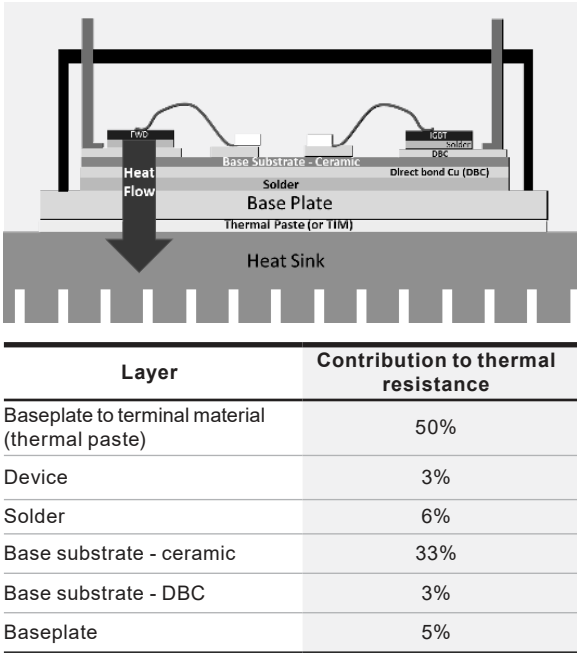 FWD
IGBT
Solder
DBC
Base Substrate - Ceramic
Direct bond Cu (DBC)
Heat
Flow
Solder
Base Plate
Thermal Paste (or TIM)
Heat Sink
Layer
Contribution to thermal
resistance
Baseplate to terminal material
(thermal paste)
50%
Device
3%
Solder
6%
Base substrate - ceramic
33%
Base substrate - DBC
3%
Baseplate
5%